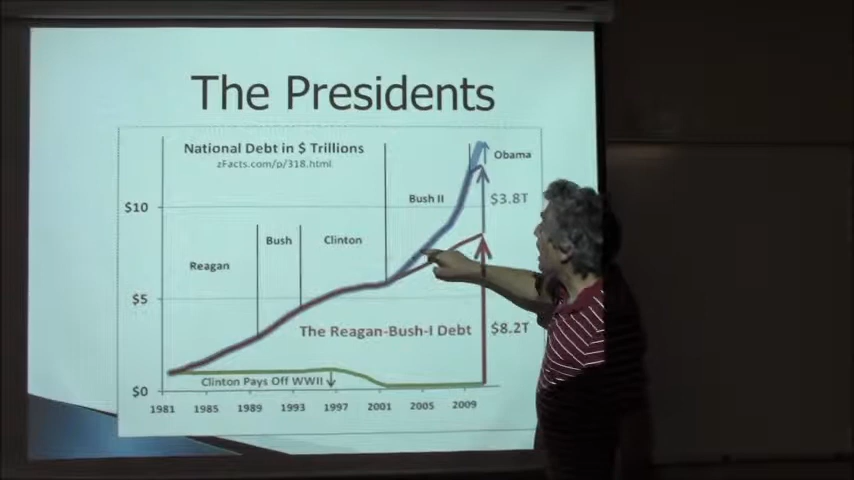 The Presidents
National Debt in $ Trillions
zFacts.com/p/318.html
Obama
Bush II
$3.8T
$10
Bush
Clinton
Reagan
$5
The Reagan-Bush-I Debt
$8.2T
Clinton Pays Off WWII
$0
1981 1985 1989 1993 1997 2001 2005 2009